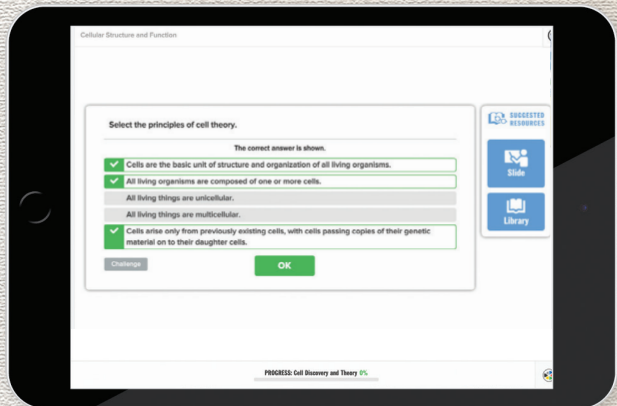 Cellular Structure and Function
Select the principles of cell theory.
The correct answer is shown.
Cells are the basic unit of structure and organization of all living organisms.
All living organisms are composed of one or more cells.
All living things are unicellular.
All living things are multicellular.
Cells arise only from previously existing cells, with cells passing copies of their genetic
material on to their daughter cells.
Challenge
OK
SUGGESTED
RESOURCES
Slide
Library
PROGRESS: Cell Discovery and Theory 0%